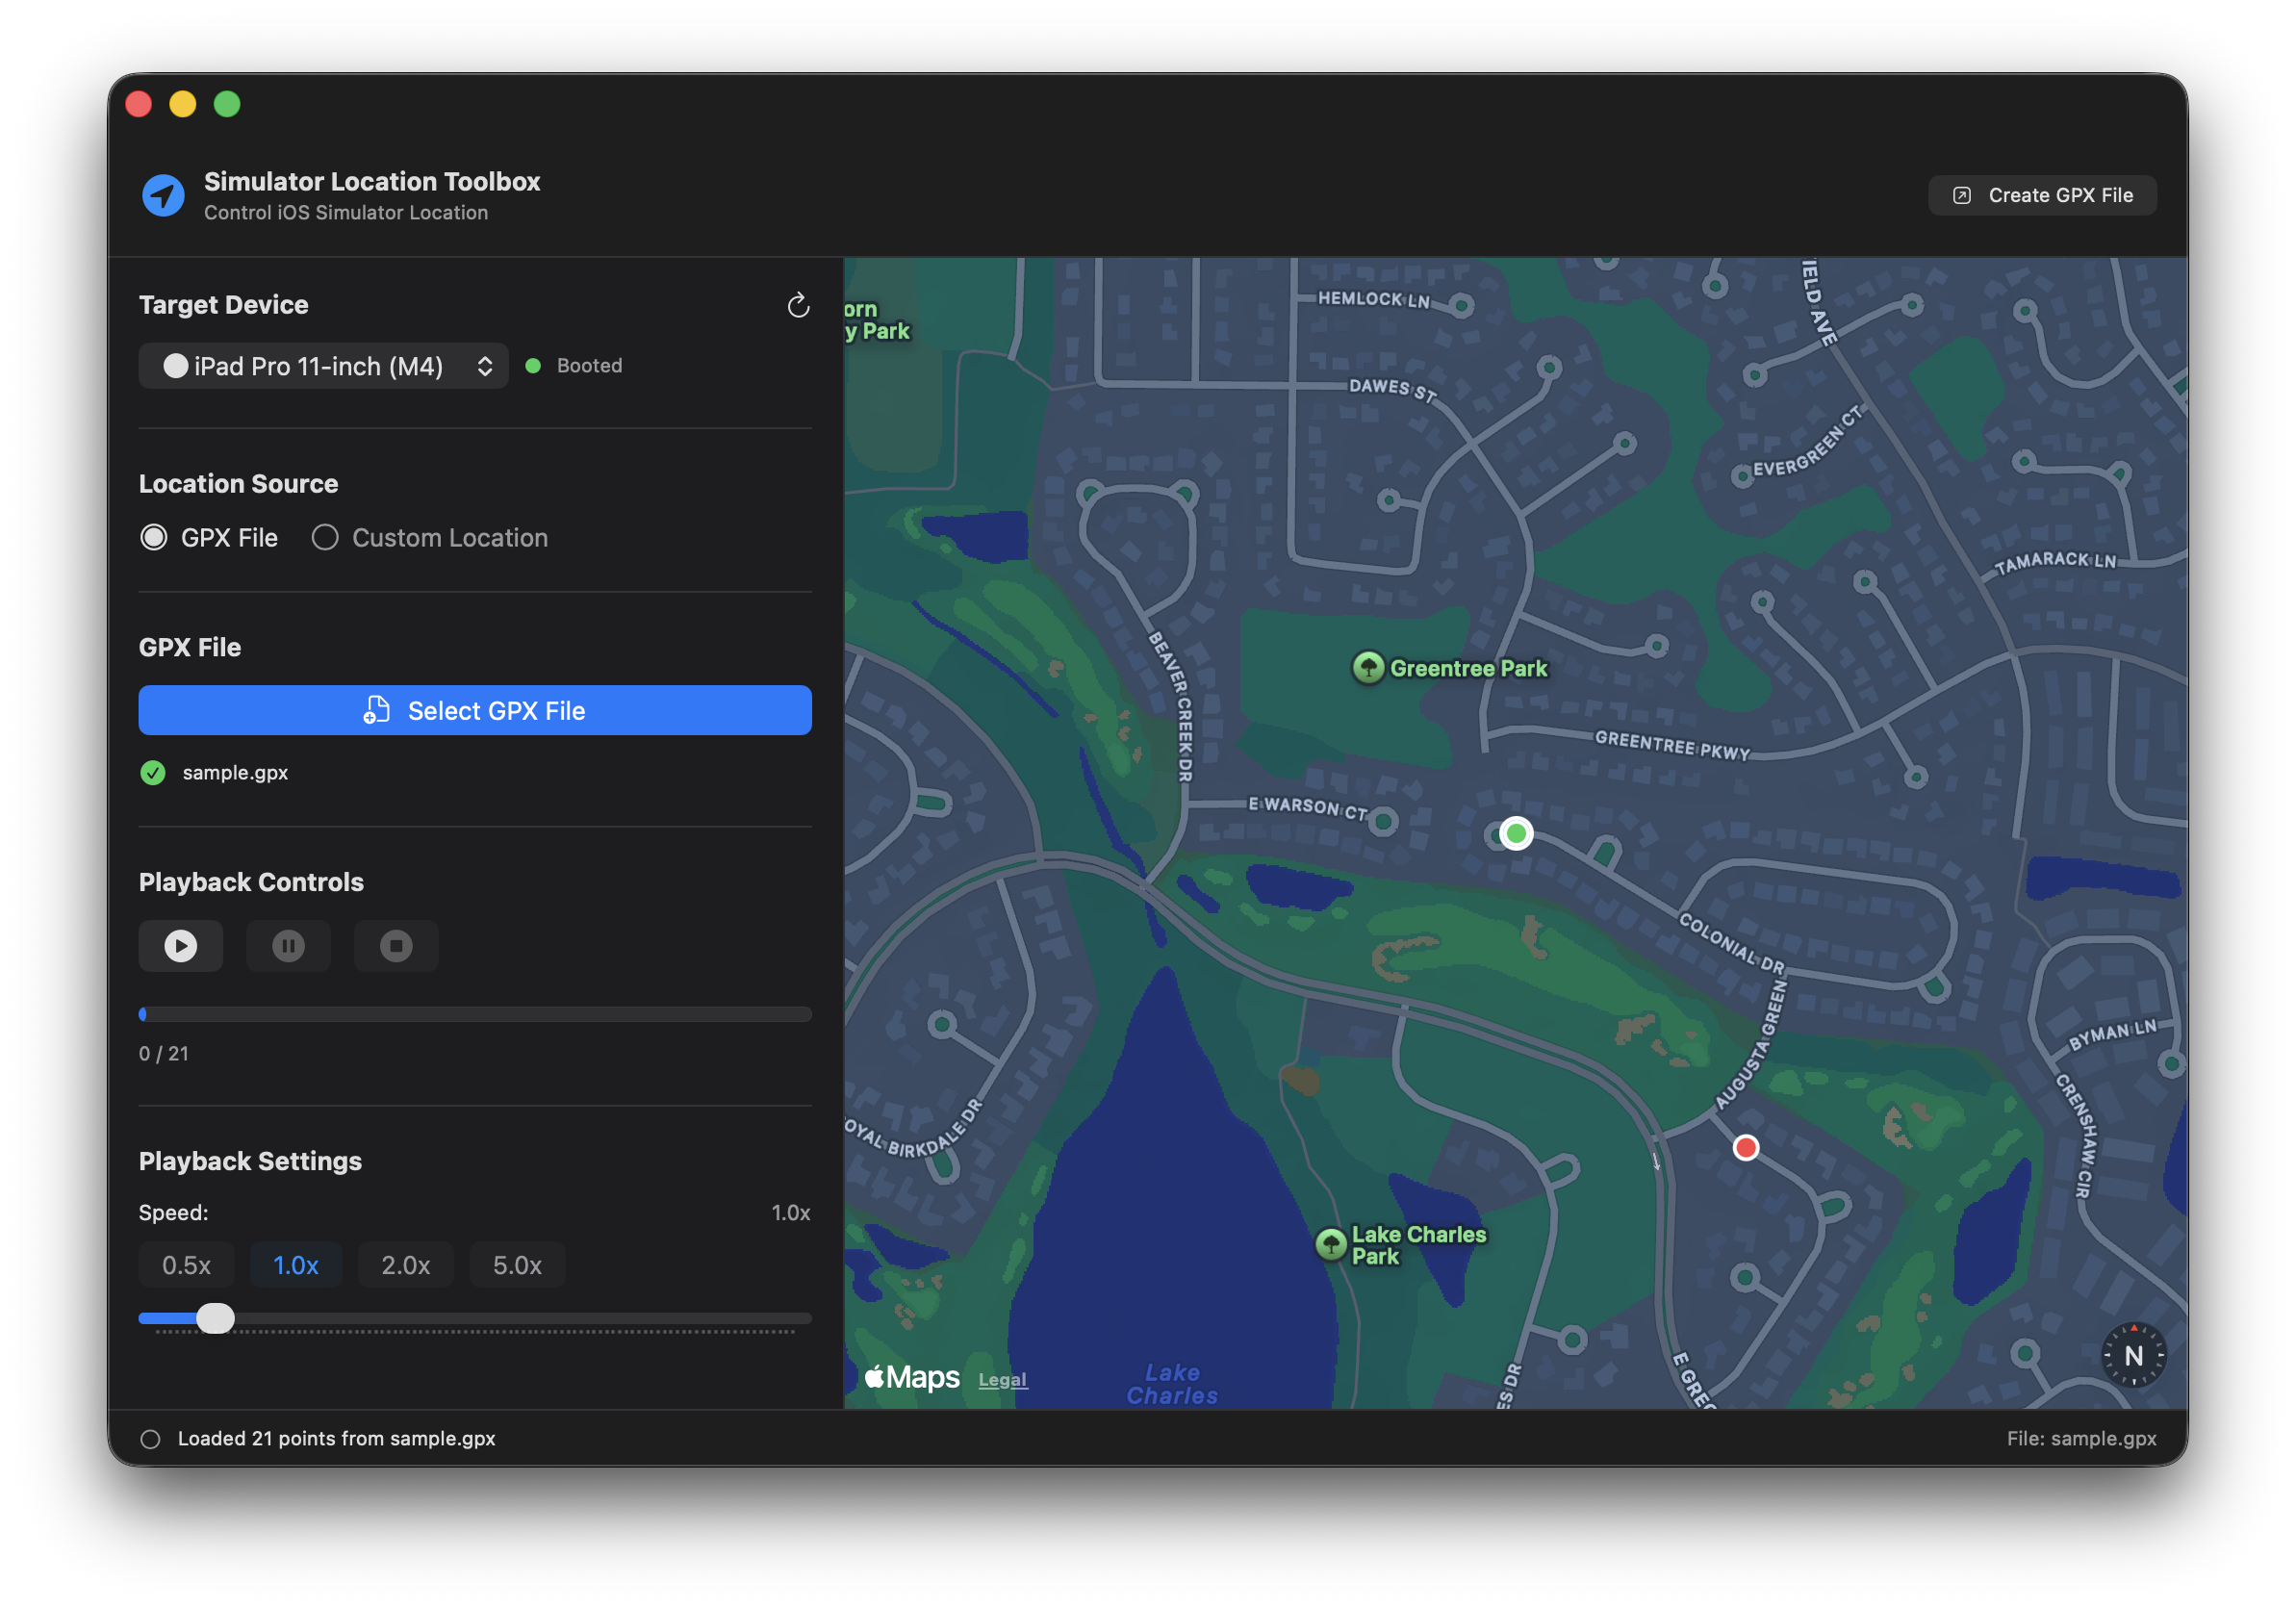 Simulator Location Toolbox
Control iOS Simulator Location
Create GPX File
Target Device
iPad Pro 11-inch (M4)
Booted
Location Source
GPX File
Custom Location
GPX File
Select GPX File
sample.gpx
Playback Controls
0 / 21
Playback Settings
Speed:
1.0x
0.5x
1.0x
2.0x
5.0x
orn
y Park
HEMLOCK LN
IELD AVE
DAWES ST
EVERGREEN CT
TAMARACK LN
BEAVER CREEK DR
Greentree Park
GREENTREE PKWY
E WARSON CT
COLONIAL DR
AUGUSTA GREEN
BYMAN LN
CRENSHAW CIR
OYAL BIRKDALE DR
Lake Charles
Park
Lake
Charles
ES DR
E GREC
N
Maps
Legal
Loaded 21 points from sample.gpx
File: sample.gpx